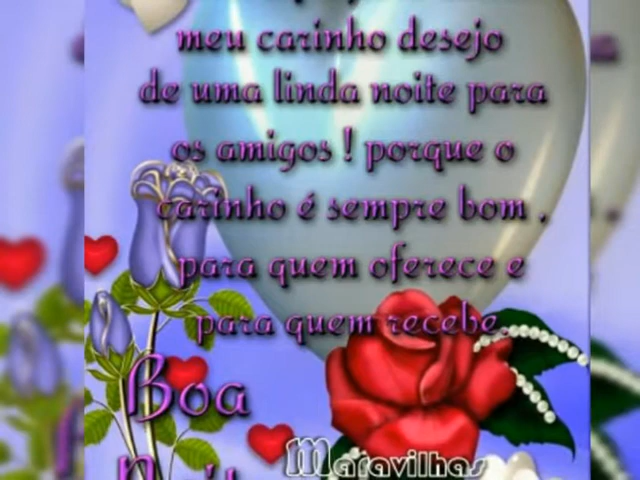 meu carinho desejo
de uma linda noite para
os amigos ! porque o
carinho é sempre bom .
para quem oferece e
para quem recebe
Boa
Maravilhas